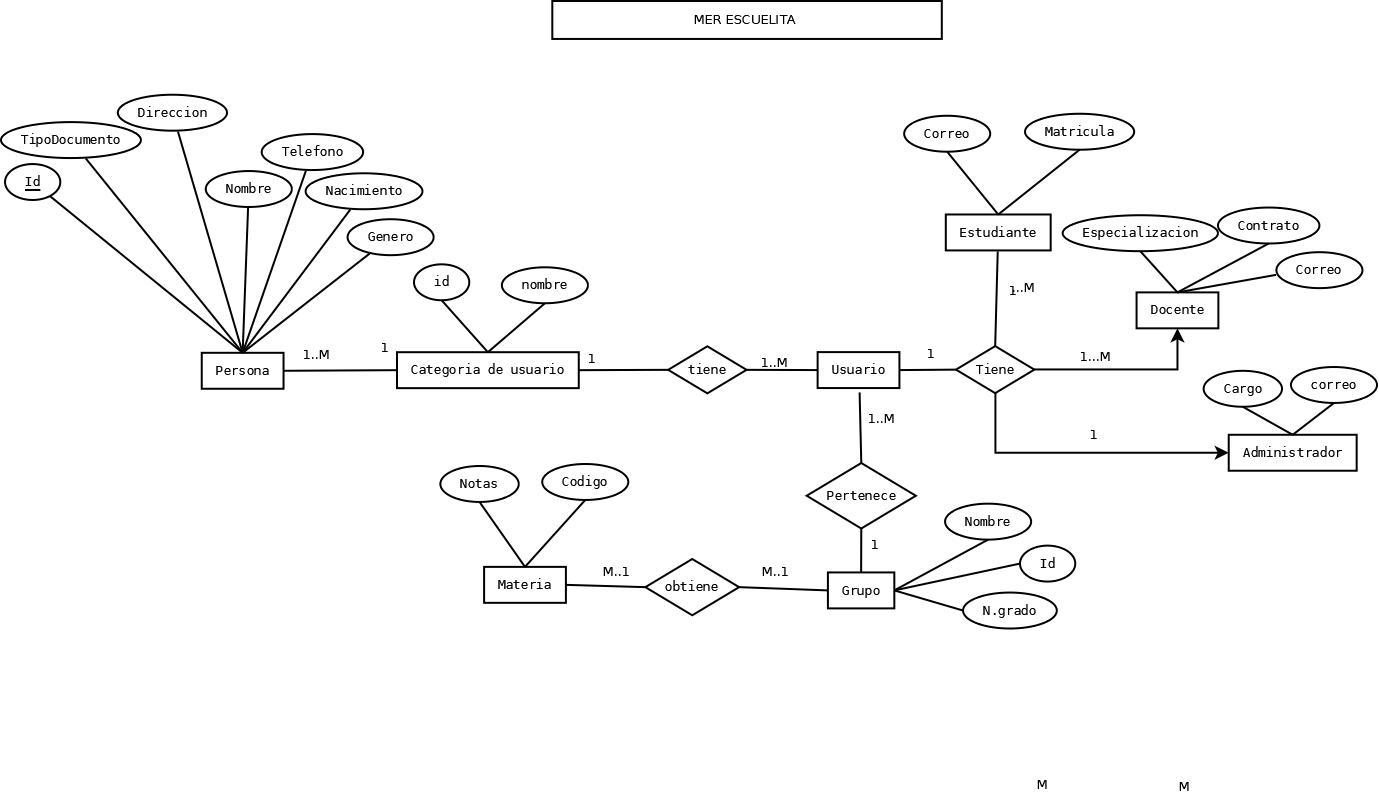 MER ESCUELITA
Direccion
TipoDocumento
Telefono
Id
Nombre
Nacimiento
Genero
Correo
Matricula
Estudiante
Especializacion
Contrato
Correo
id
nombre
1..M
Docente
Persona
1..M
1
Categoria de usuario
1
tiene
1..M
Usuario
1
Tiene
1...M
Cargo
correo
1
Administrador
1..M
Notas
Codigo
Pertenece
Nombre
1
Id
Materia
M..1
obtiene
M..1
Grupo
N.grado
M
M